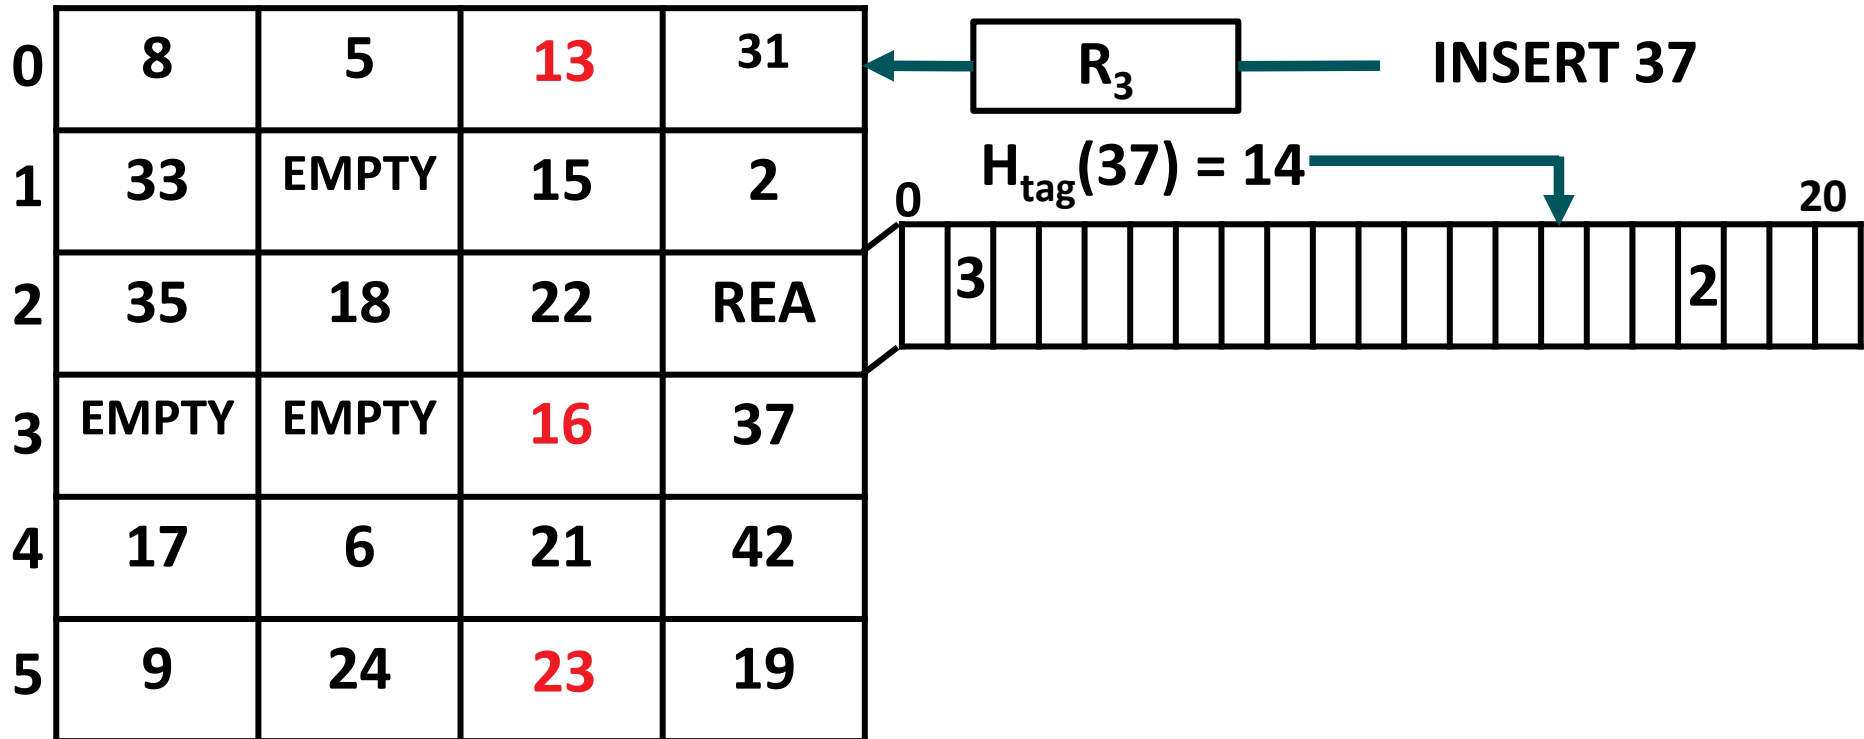 0 8 5 13 31 R3 INSERT 37
1 33 EMPTY 15 2 Htag(37) = 14
0 20
2 35 18 22 REA 3 2
3 EMPTY EMPTY 16 37
4 17 6 21 42
5 9 24 23 19